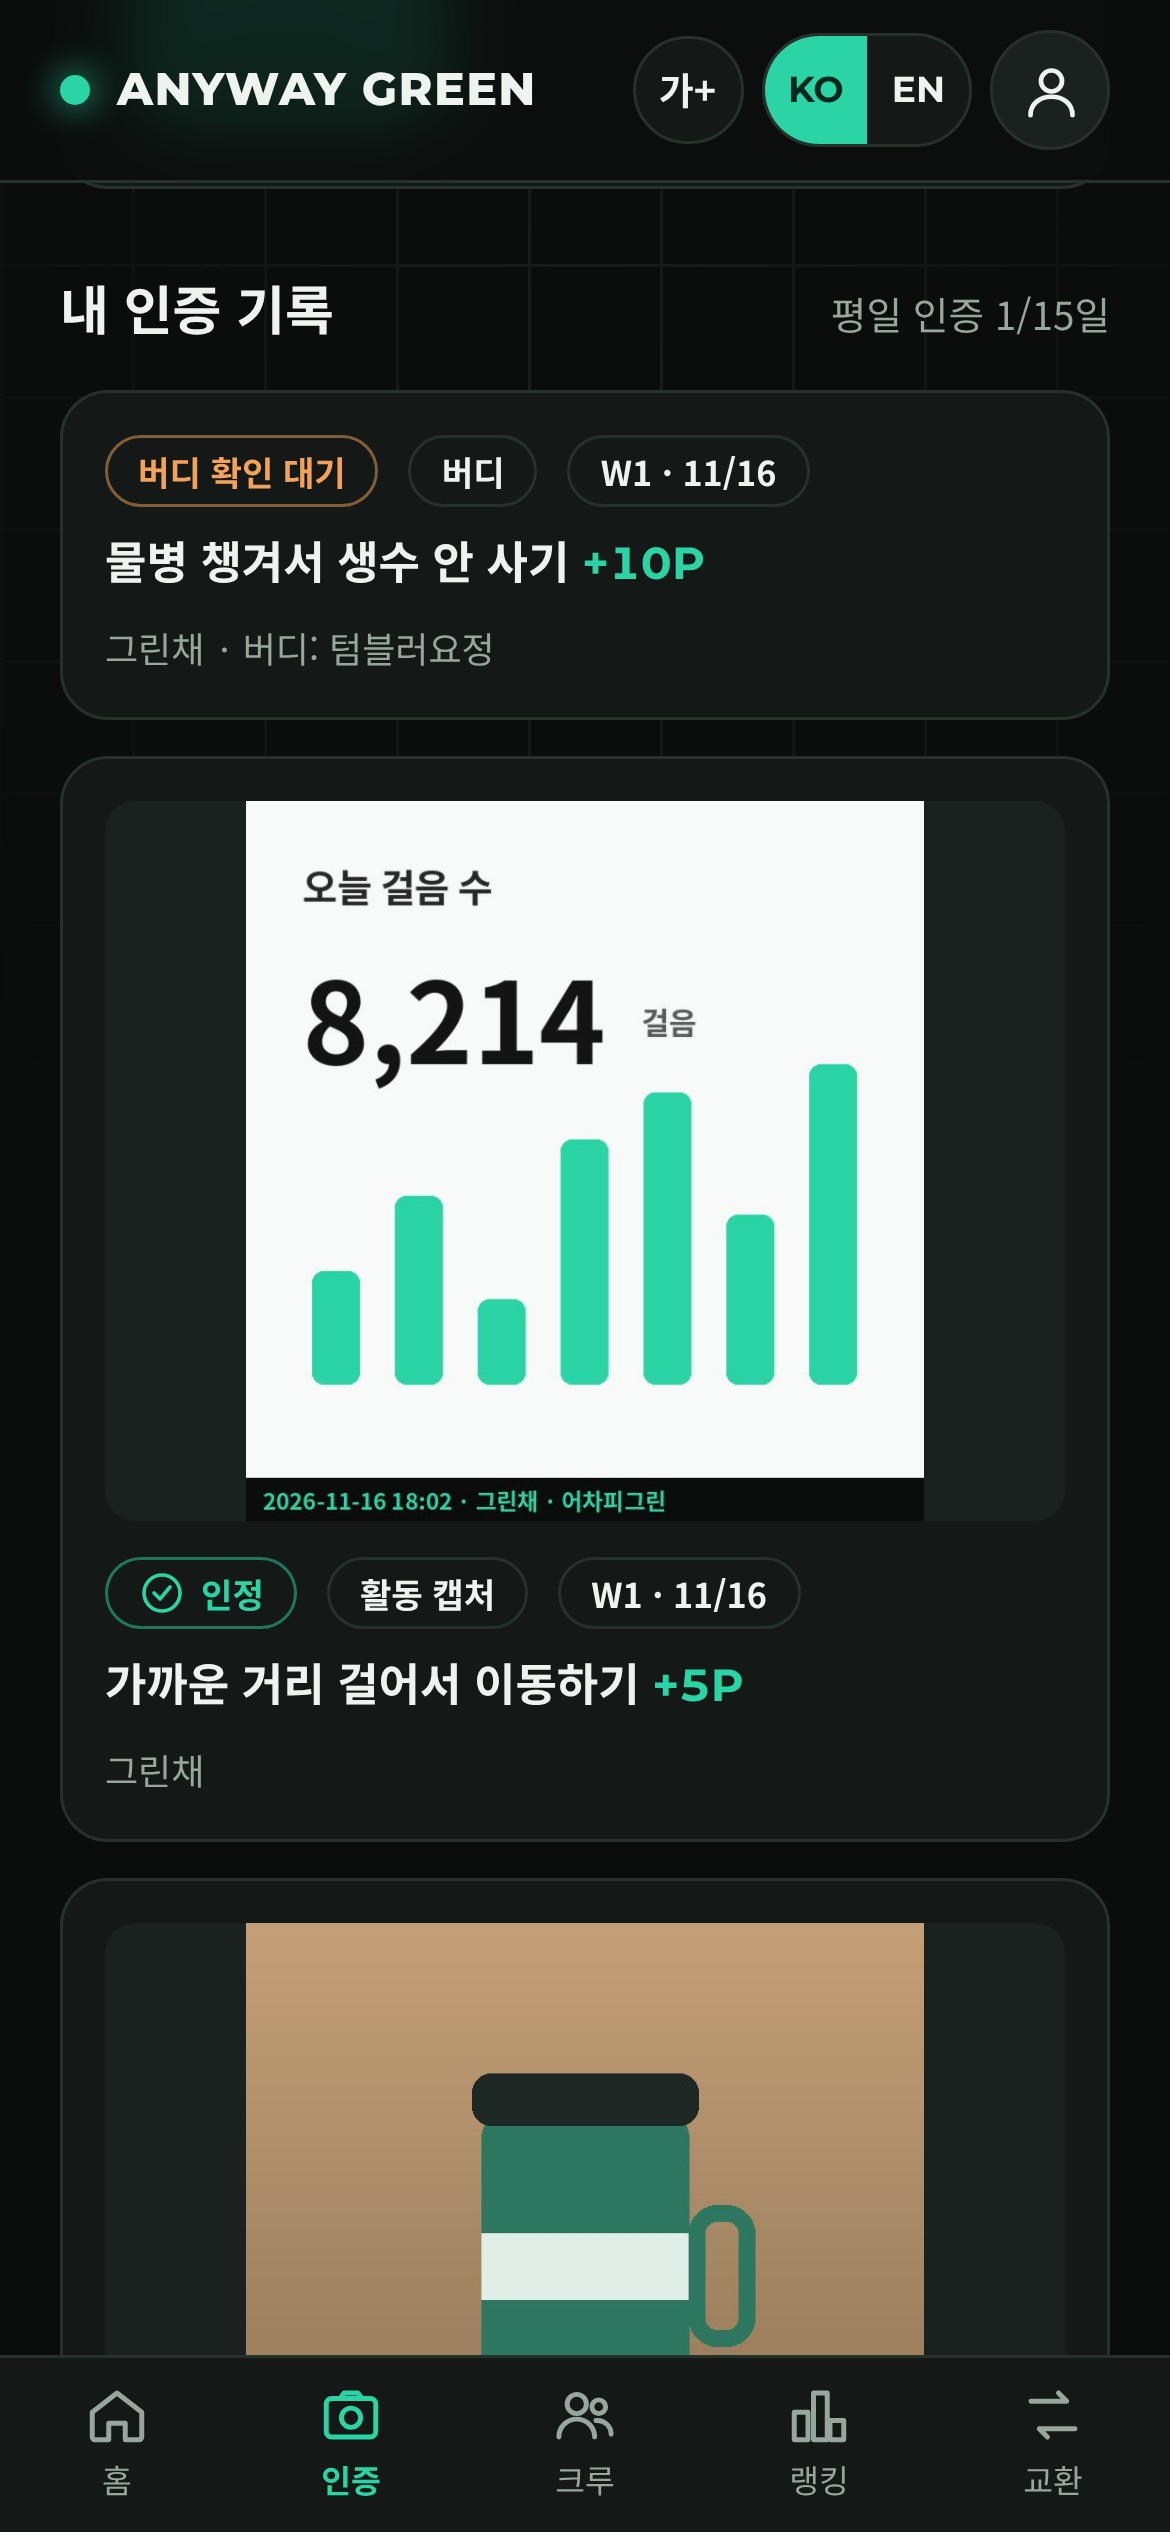 ANYWAY GREEN
가+
KO
EN
내 인증 기록
평일 인증 1/15일
버디 확인 대기
버디
W1 · 11/16
물병 챙겨서 생수 안 사기 +10P
그린채 · 버디: 텀블러요정
오늘 걸음 수
8,214 걸음
2026-11-16 18:02 · 그린채 · 어차피그린
인정
활동 캡처
W1 · 11/16
가까운 거리 걸어서 이동하기 +5P
그린채
홈
인증
크루
랭킹
교환